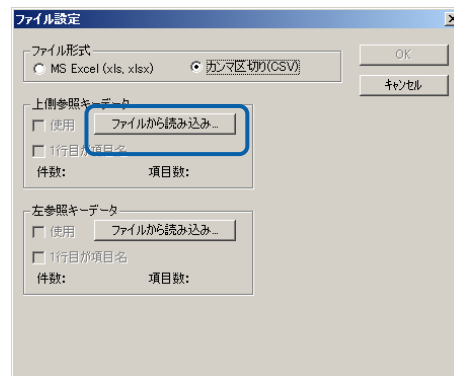 ファイル設定
ファイル形式
MS Excel (xls, xlsx)
カンマ区切り(CSV)
OK
キャンセル
上側参照キーデータ
使用
ファイルから読み込み...
1行目が項目名
件数: 項目数:
左参照キーデータ
使用
ファイルから読み込み...
1行目が項目名
件数: 項目数: